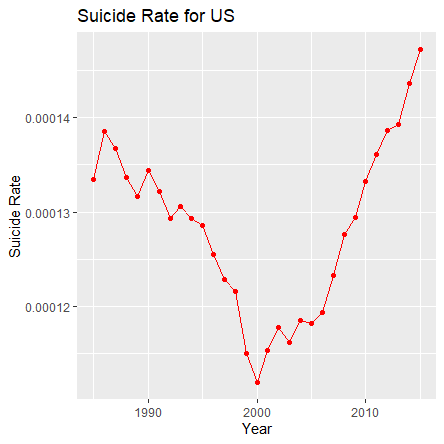 Suicide Rate for US
Suicide Rate
0.00014
0.00013
0.00012
1990 2000 2010
Year